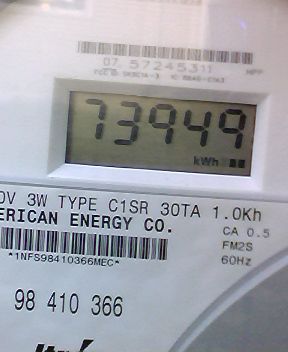 07 57245311
73949
kWh
0V 3W TYPE C1SR 30TA 1.0Kh
ERICAN ENERGY CO.
CA 0.5
FM2S
60Hz
*1NFS98410366MEC*
98 410 366